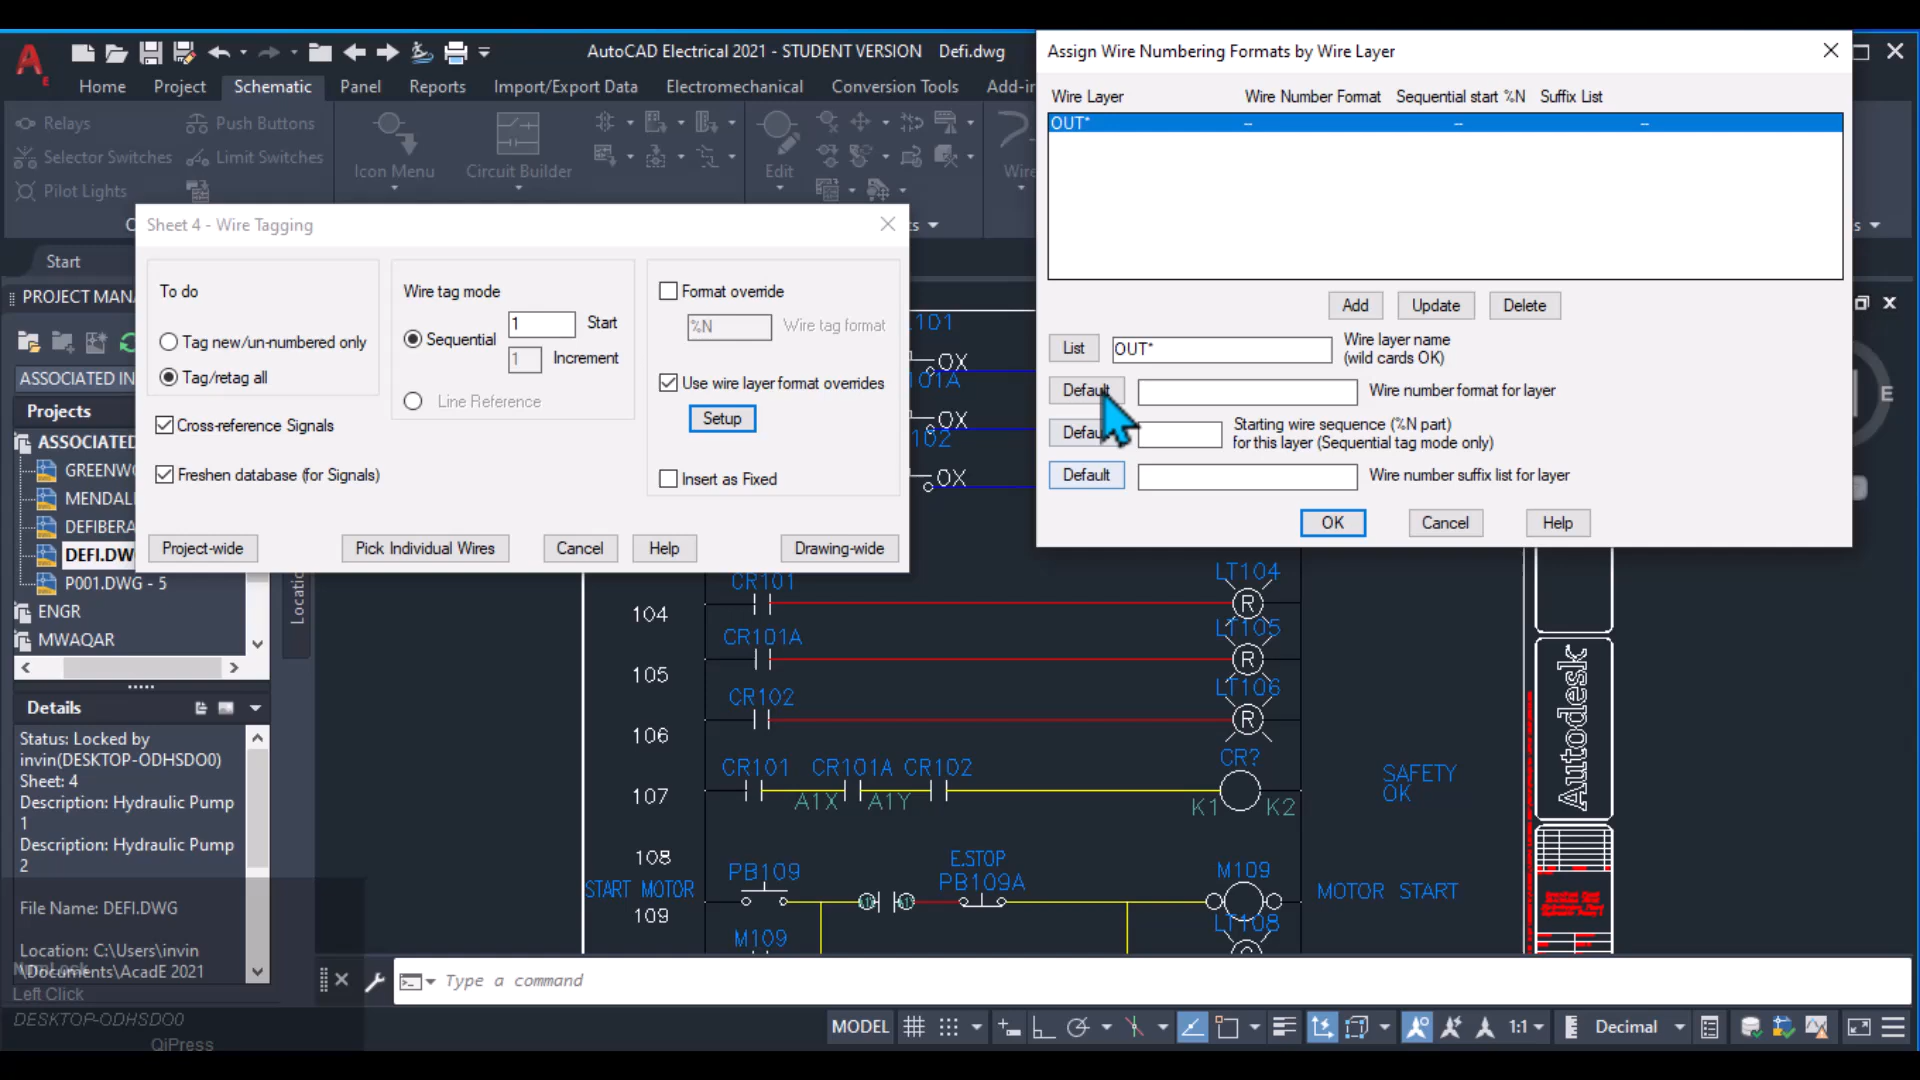 AutoCAD Electrical 2021 - STUDENT VERSION Defi.dwg
Home Project Schematic Panel Reports Import/Export Data Electromechanical Conversion Tools Add-in
Relays Push Buttons
Selector Switches Limit Switches
Pilot Lights
Icon Menu Circuit Builder Edit Wire
Start
PROJECT MANA
ASSOCIATED IN
Projects
ASSOCIATED
GREENWO
MENDALI
DEFIBERA
DEFI.DW
P001.DWG - 5
ENGR
MWAQAR
Details
Status: Locked by
invin(DESKTOP-ODHSDO0)
Sheet: 4
Description: Hydraulic Pump
1
Description: Hydraulic Pump
2
File Name: DEFI.DWG
Location: C:\Users\invin
\Documents\AcadE 2021
NumLock
Left Click
DESKTOP-ODHSDO0
QiPress
Locatio
Sheet 4 - Wire Tagging
To do
Tag new/un-numbered only
Tag/retag all
Cross-reference Signals
Freshen database (for Signals)
Wire tag mode
Sequential 1 Start
1 Increment
Line Reference
Format override
%N Wire tag format
Use wire layer format overrides
Setup
Insert as Fixed
Project-wide Pick Individual Wires Cancel Help Drawing-wide
Assign Wire Numbering Formats by Wire Layer
Wire Layer Wire Number Format Sequential start %N Suffix List
OUT* -- -- --
Add Update Delete
List OUT* Wire layer name
(wild cards OK)
Default Wire number format for layer
Default Starting wire sequence (%N part)
for this layer (Sequential tag mode only)
Default Wire number suffix list for layer
OK Cancel Help
101
OX
101A
OX
102
OX
E
CR101 LT104
104 R
CR101A LT105
105 R
CR102 LT106
106 R
CR101 CR101A CR102 CR?
107 A1X A1Y K1 K2
SAFETY
OK
108
PB109 E.STOP
PB109A M109
START MOTOR MOTOR START
109
M109 LT108
Autodesk
Type a command
MODEL 1:1 Decimal